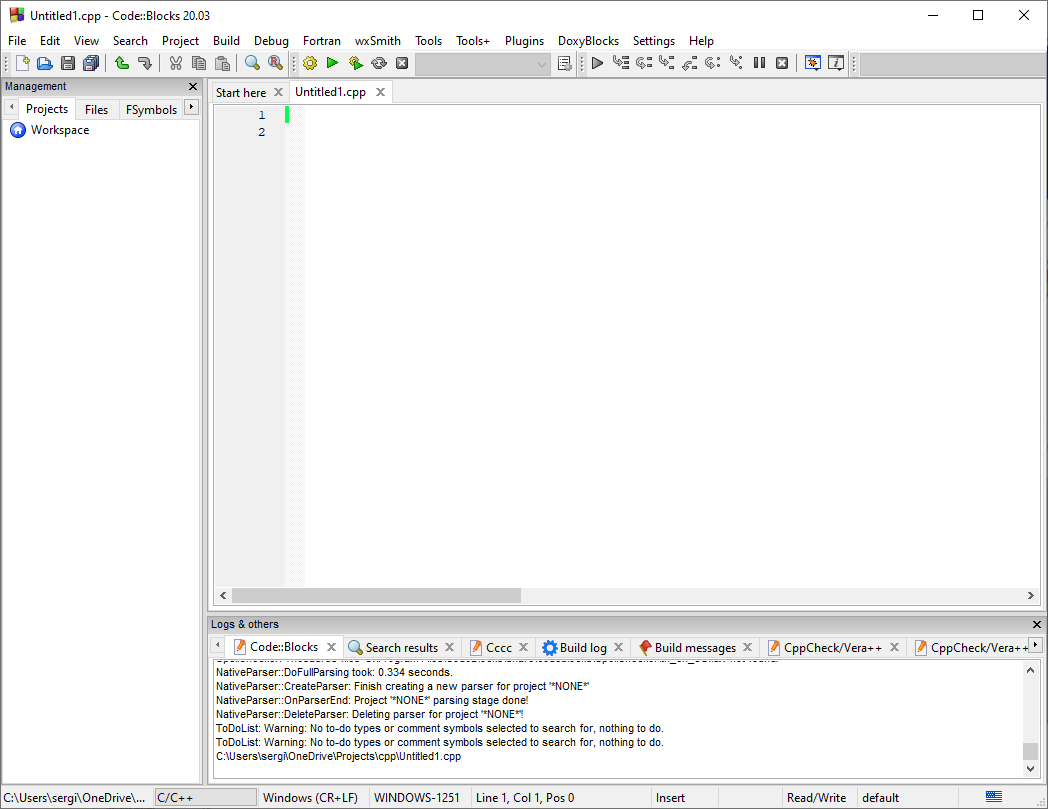 Untitled1.cpp - Code::Blocks 20.03
File Edit View Search Project Build Debug Fortran wxSmith Tools Tools+ Plugins DoxyBlocks Settings Help
Management
Start here Untitled1.cpp
Projects Files FSymbols
Workspace
1
2
Logs & others
Code::Blocks Search results Cccc Build log Build messages CppCheck/Vera++ CppCheck/Vera++
NativeParser::DoFullParsing took: 0.334 seconds.
NativeParser::CreateParser: Finish creating a new parser for project '*NONE*'
NativeParser::OnParserEnd: Project '*NONE*' parsing stage done!
NativeParser::DeleteParser: Deleting parser for project '*NONE*'!
ToDoList: Warning: No to-do types or comment symbols selected to search for, nothing to do.
ToDoList: Warning: No to-do types or comment symbols selected to search for, nothing to do.
C:\Users\sergi\OneDrive\Projects\cpp\Untitled1.cpp
C:\Users\sergi\OneDrive\... C/C++ Windows (CR+LF) WINDOWS-1251 Line 1, Col 1, Pos 0 Insert Read/Write default